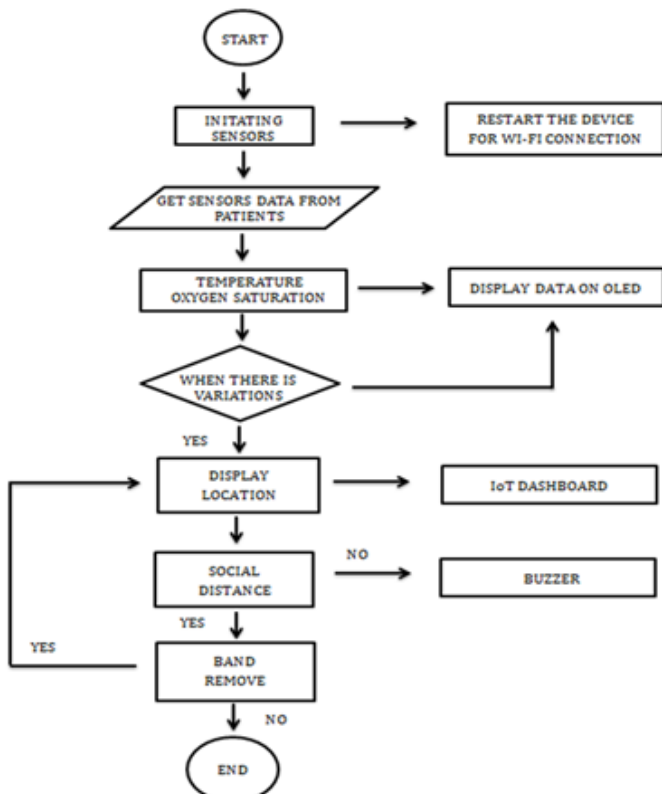 START
INITATING
SENSORS
RESTART THE DEVICE
FOR WI-FI CONNECTION
GET SENSORS DATA FROM
PATIENTS
TEMPERATURE
OXYGEN SATURATION
DISPLAY DATA ON OLED
WHEN THERE IS
VARIATIONS
YES
DISPLAY
LOCATION
IoT DASHBOARD
NO
SOCIAL
DISTANCE
BUZZER
YES
YES
BAND
REMOVE
NO
END